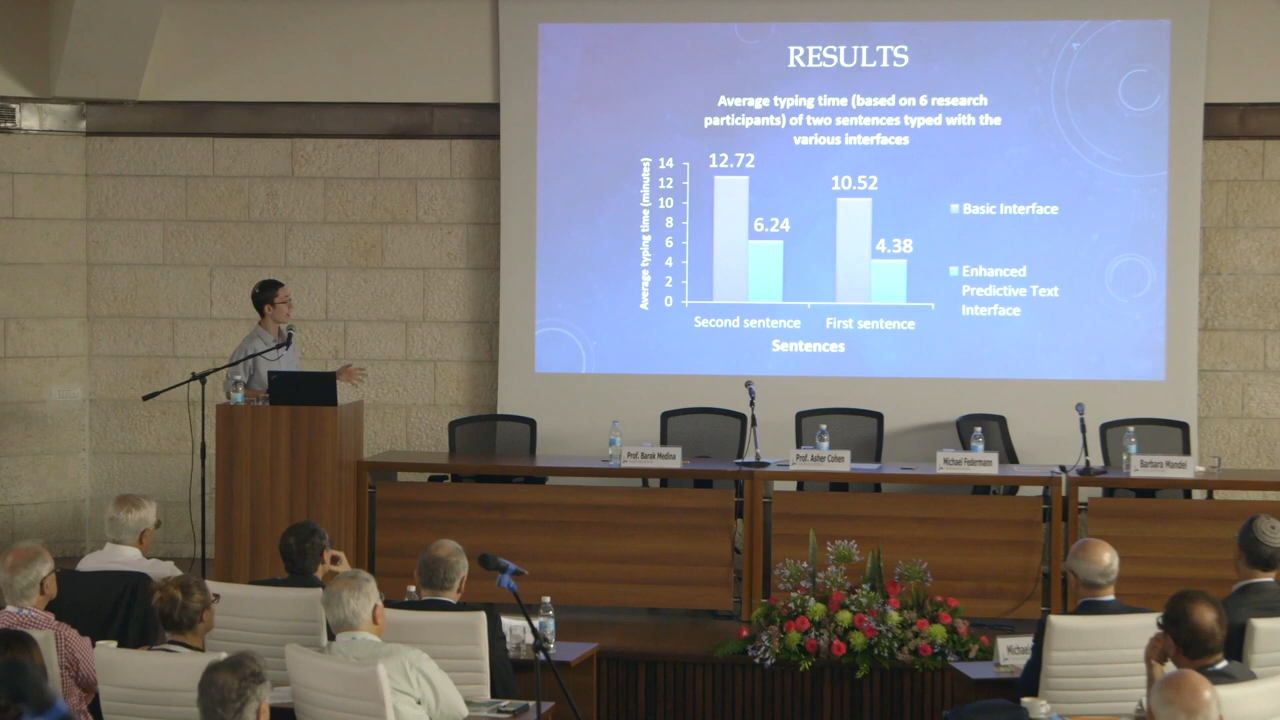 RESULTS
Average typing time (based on 6 research
participants) of two sentences typed with the
various interfaces
Average typing time (minutes)
14
12
10
8
6
4
2
0
12.72
6.24
10.52
4.38
Second sentence
First sentence
Sentences
Basic Interface
Enhanced
Predictive Text
Interface
Prof. Barak Medina
Prof. Asher Cohen
Michael Federmann
Barbara Mandel
Michael